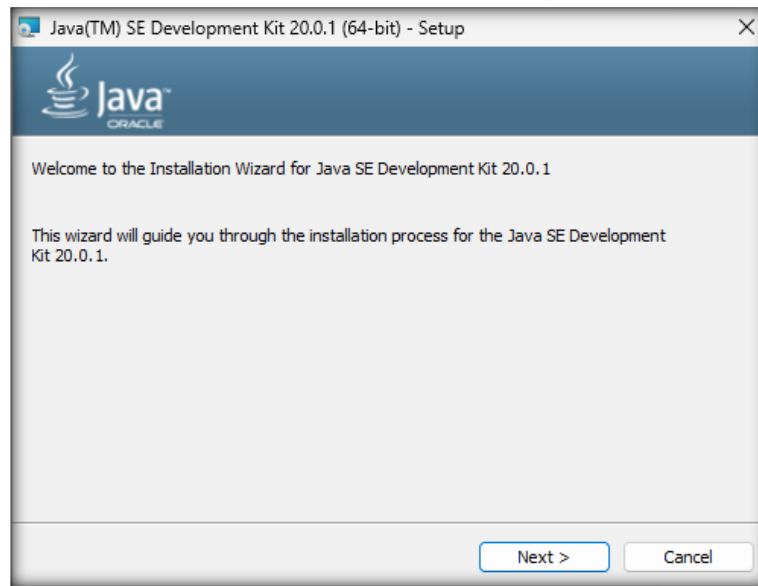 Java(TM) SE Development Kit 20.0.1 (64-bit) - Setup
Java™
ORACLE
Welcome to the Installation Wizard for Java SE Development Kit 20.0.1
This wizard will guide you through the installation process for the Java SE Development
Kit 20.0.1.
Next >
Cancel